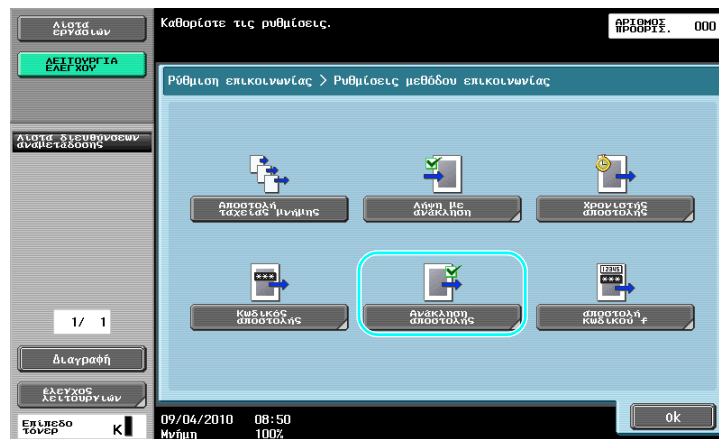 Λίστα
εργασιών
Καθορίστε τις ρυθμίσεις.
ΑΡΙΘΜΟΣ
ΠΡΟΟΡΙΣ.
000
ΛΕΙΤΟΥΡΓΙΑ
ΕΛΕΓΧΟΥ
Ρύθμιση επικοινωνίας > Ρυθμίσεις μεθόδου επικοινωνίας
Λίστα διευθύνσεων
αναμετάδοσης
Αποστολή
ταχείας μνήμης
Λήψη με
ανάκληση
Χρονιστής
αποστολής
12345
Κωδικός
αποστολής
Ανάκληση
αποστολής
αποστολή
κωδικού f
1/ 1
Διαγραφή
έλεγχος
λειτουργιών
Επίπεδο
τόνερ
K
09/04/2010 08:50
Μνήμη 100%
ok